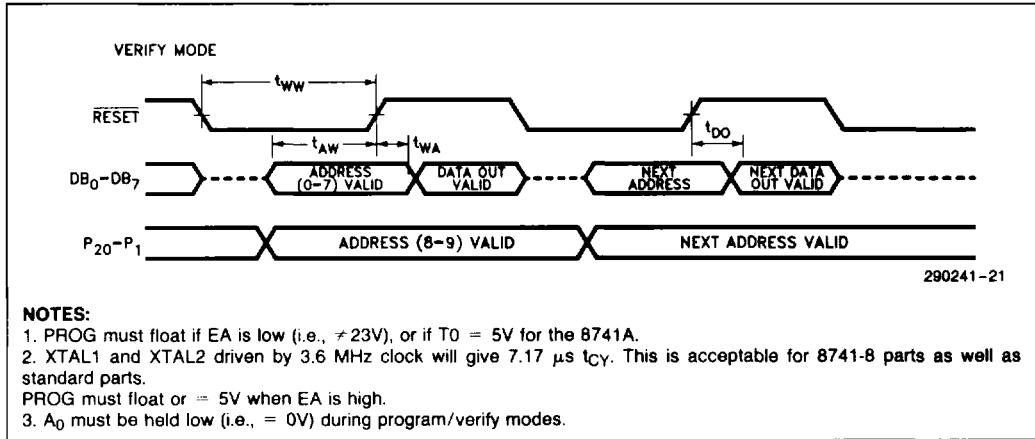 VERIFY MODE
tWW
RESET
tAW
tWA
tDO
DB0-DB7
ADDRESS (0-7) VALID
DATA OUT VALID
NEXT ADDRESS
NEXT DATA OUT VALID
P20-P1
ADDRESS (8-9) VALID
NEXT ADDRESS VALID
290241-21
NOTES:
1. PROG must float if EA is low (i.e., ≠ 23V), or if T0 = 5V for the 8741A.
2. XTAL1 and XTAL2 driven by 3.6 MHz clock will give 7.17 μs tCY. This is acceptable for 8741-8 parts as well as
standard parts.
PROG must float or = 5V when EA is high.
3. A0 must be held low (i.e., = 0V) during program/verify modes.